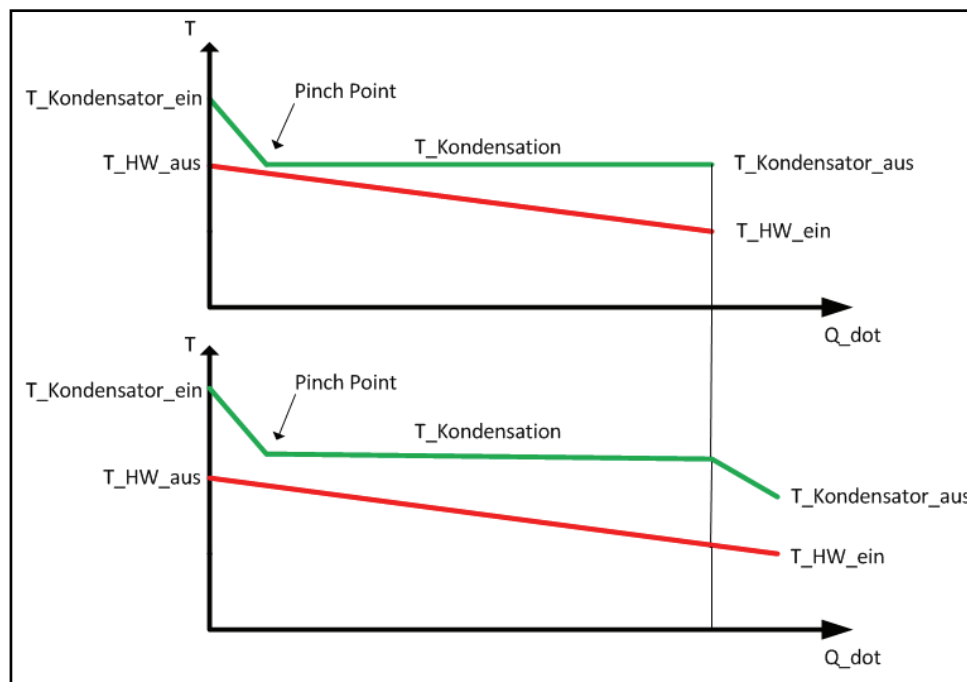 T
T_Kondensator_ein
Pinch Point
T_HW_aus
T_Kondensation
T_Kondensator_aus
T_HW_ein
Q_dot
T
T_Kondensator_ein
Pinch Point
T_Kondensation
T_HW_aus
T_Kondensator_aus
T_HW_ein
Q_dot